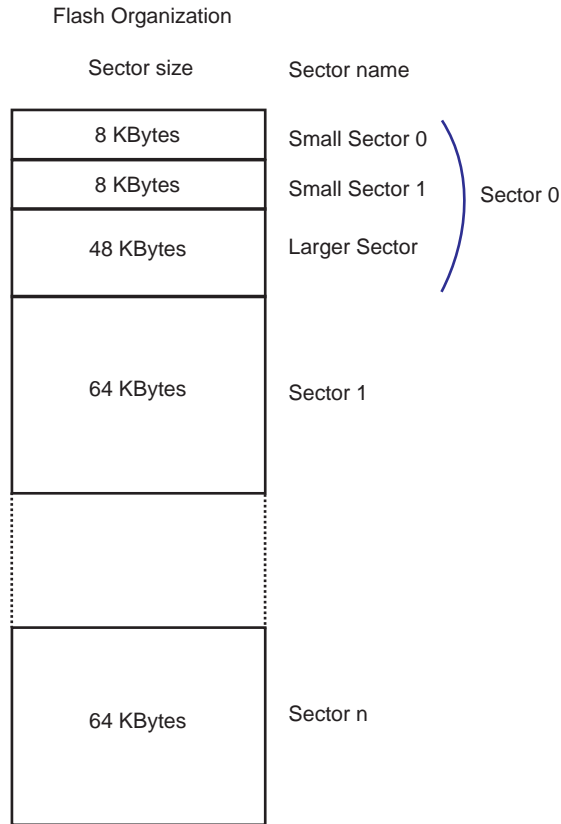 Flash Organization
Sector size Sector name
8 KBytes Small Sector 0
8 KBytes Small Sector 1 Sector 0
48 KBytes Larger Sector
64 KBytes Sector 1
64 KBytes Sector n